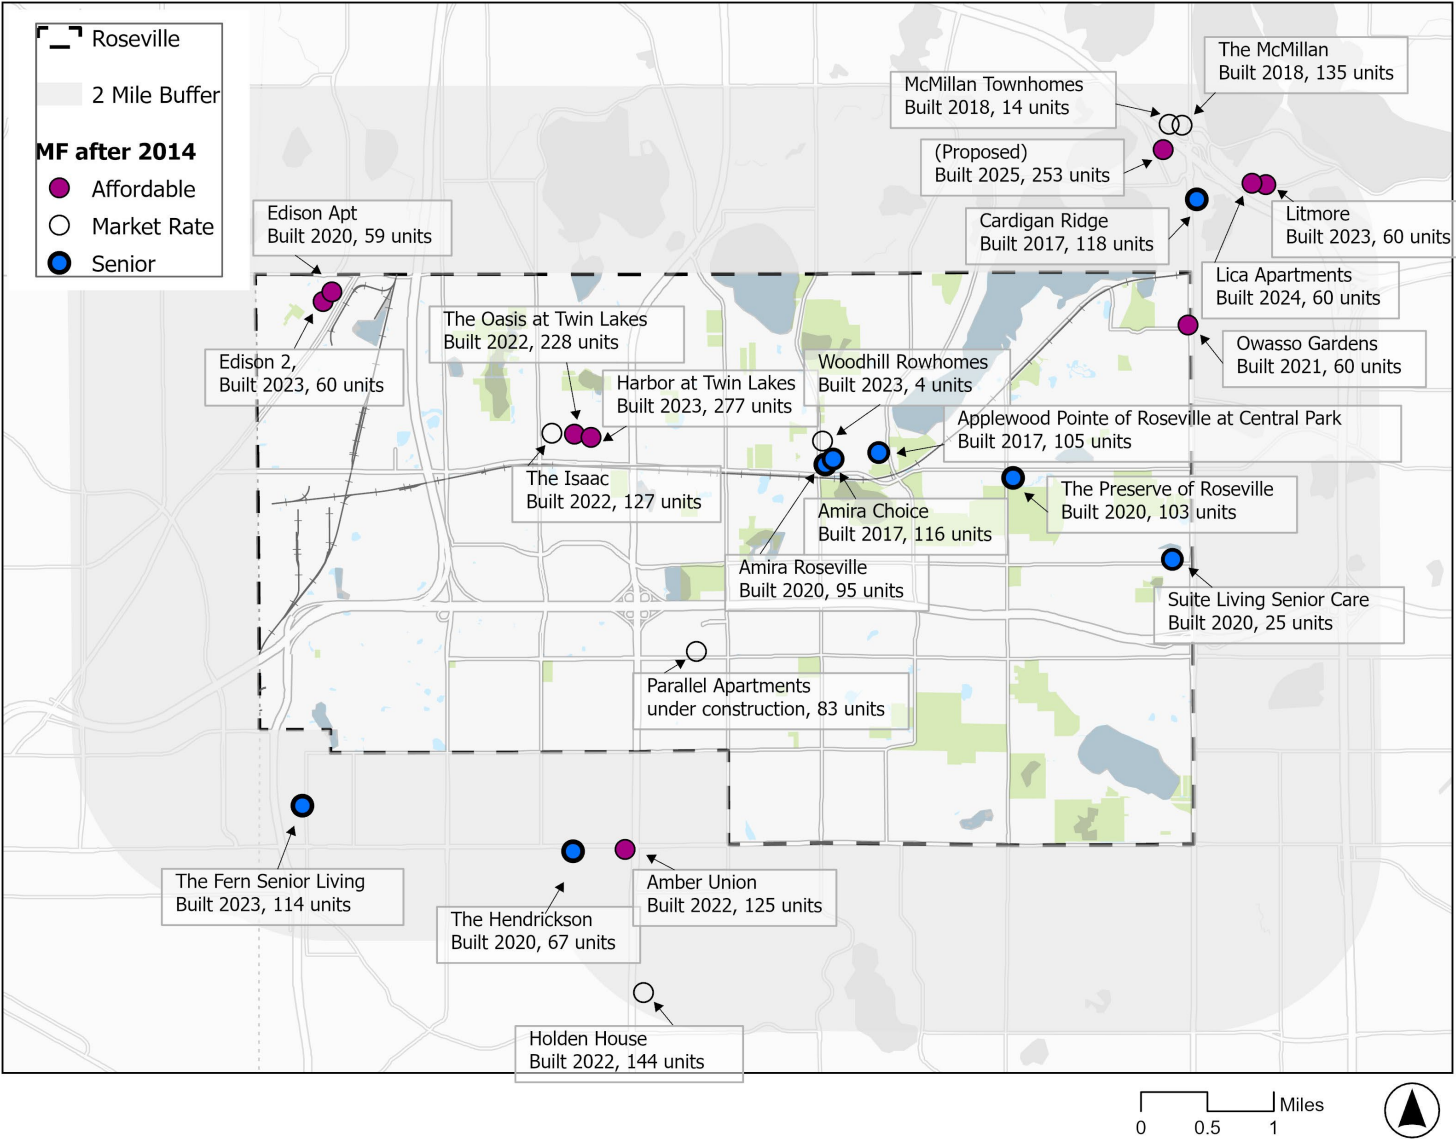 Roseville
2 Mile Buffer
MF after 2014
Affordable
Market Rate
Senior
The McMillan
Built 2018, 135 units
McMillan Townhomes
Built 2018, 14 units
(Proposed)
Built 2025, 253 units
Cardigan Ridge
Built 2017, 118 units
Litmore
Built 2023, 60 units
Lica Apartments
Built 2024, 60 units
Edison Apt
Built 2020, 59 units
Edison 2,
Built 2023, 60 units
The Oasis at Twin Lakes
Built 2022, 228 units
Harbor at Twin Lakes
Built 2023, 277 units
Woodhill Rowhomes
Built 2023, 4 units
Owasso Gardens
Built 2021, 60 units
Applewood Pointe of Roseville at Central Park
Built 2017, 105 units
The Isaac
Built 2022, 127 units
The Preserve of Roseville
Built 2020, 103 units
Amira Choice
Built 2017, 116 units
Amira Roseville
Built 2020, 95 units
Suite Living Senior Care
Built 2020, 25 units
Parallel Apartments
under construction, 83 units
The Fern Senior Living
Built 2023, 114 units
The Hendrickson
Built 2020, 67 units
Amber Union
Built 2022, 125 units
Holden House
Built 2022, 144 units
Miles
0 0.5 1